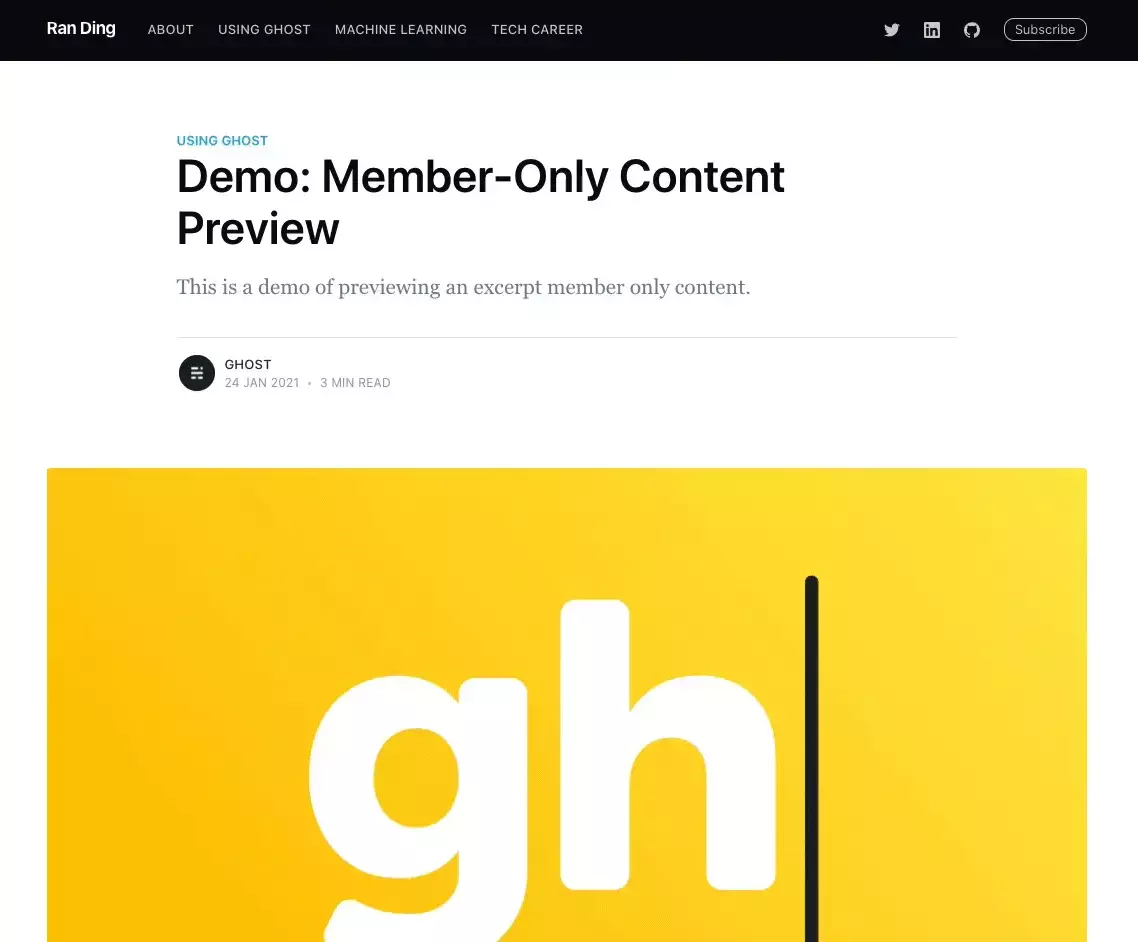 Ran Ding ABOUT USING GHOST MACHINE LEARNING TECH CAREER Subscribe
USING GHOST
Demo: Member-Only Content
Preview
This is a demo of previewing an excerpt member only content.
GHOST
24 JAN 2021 • 3 MIN READ
gh